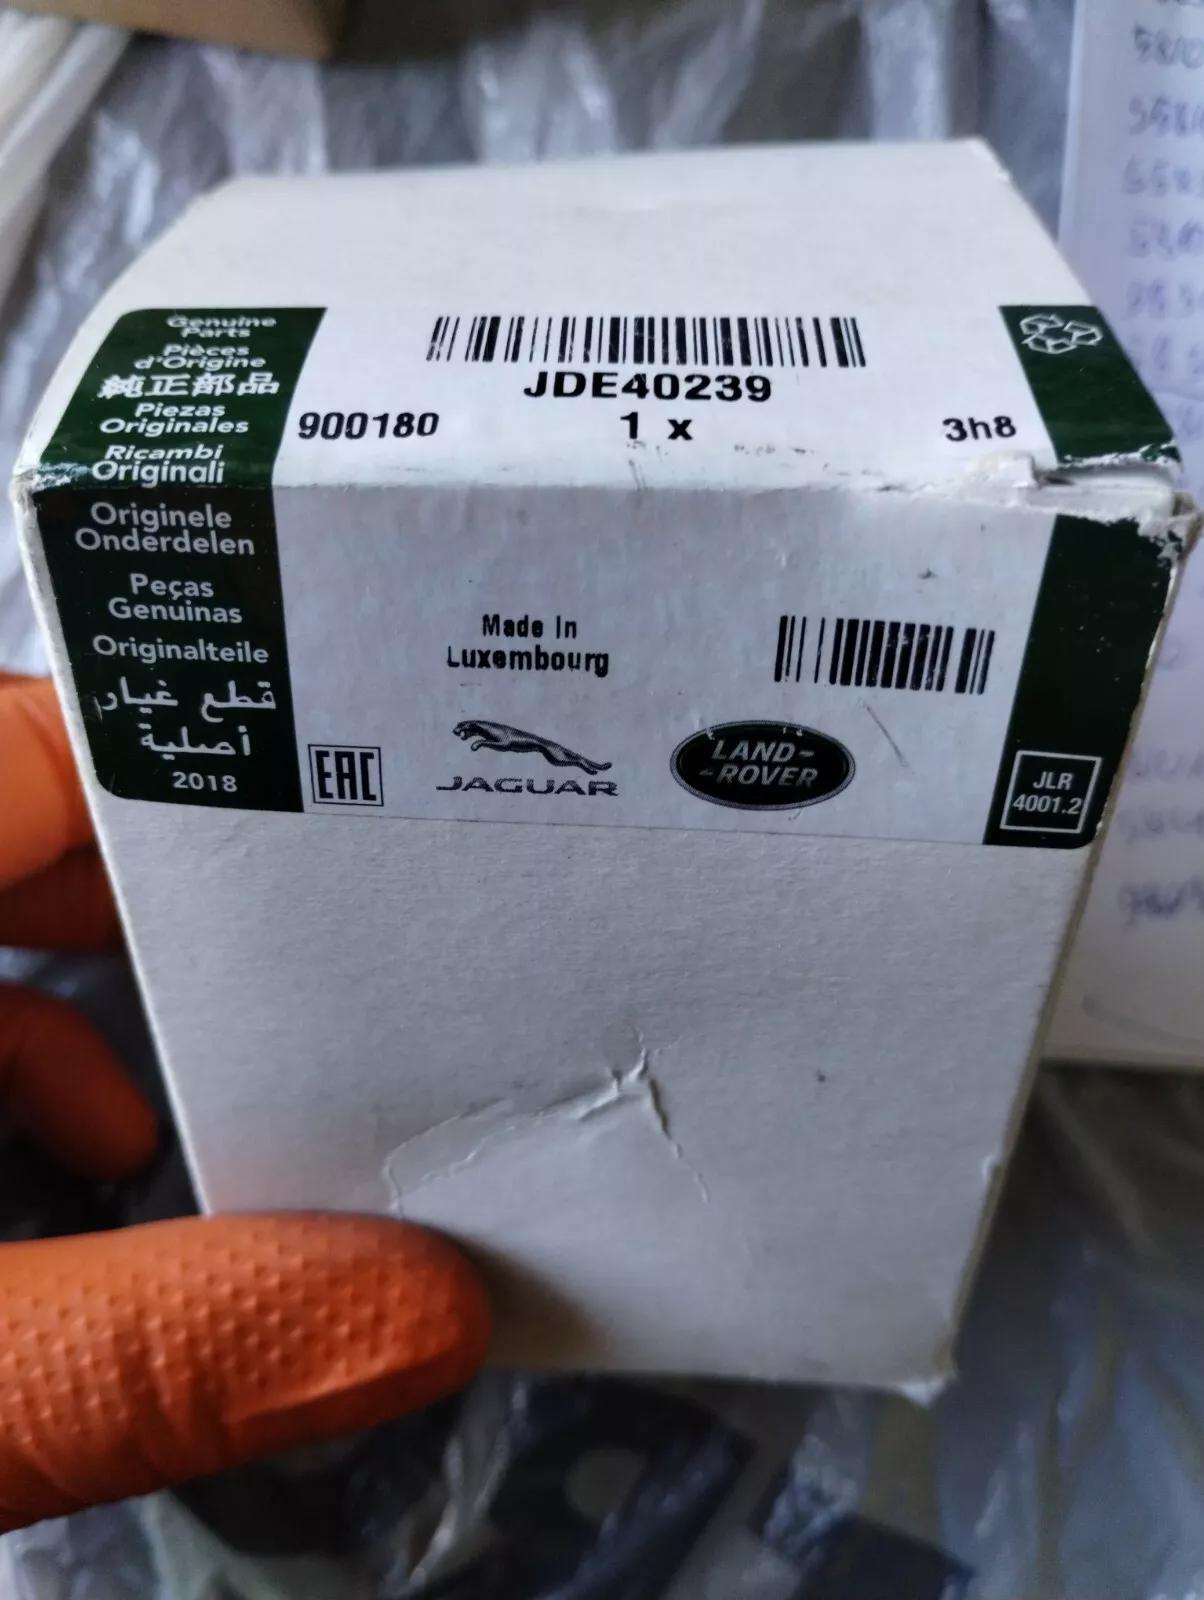 Genuine
Parts
Pièces
d'Origine
純正部品
Piezas
Originales
Ricambi
Originali
Originele
Onderdelen
Peças
Genuinas
Originalteile
قطع غيار
أصلية
2018
JDE40239
900180
1 x
3h8
Made In
Luxembourg
EAC
JAGUAR
LAND-
-ROVER
JLR
4001.2